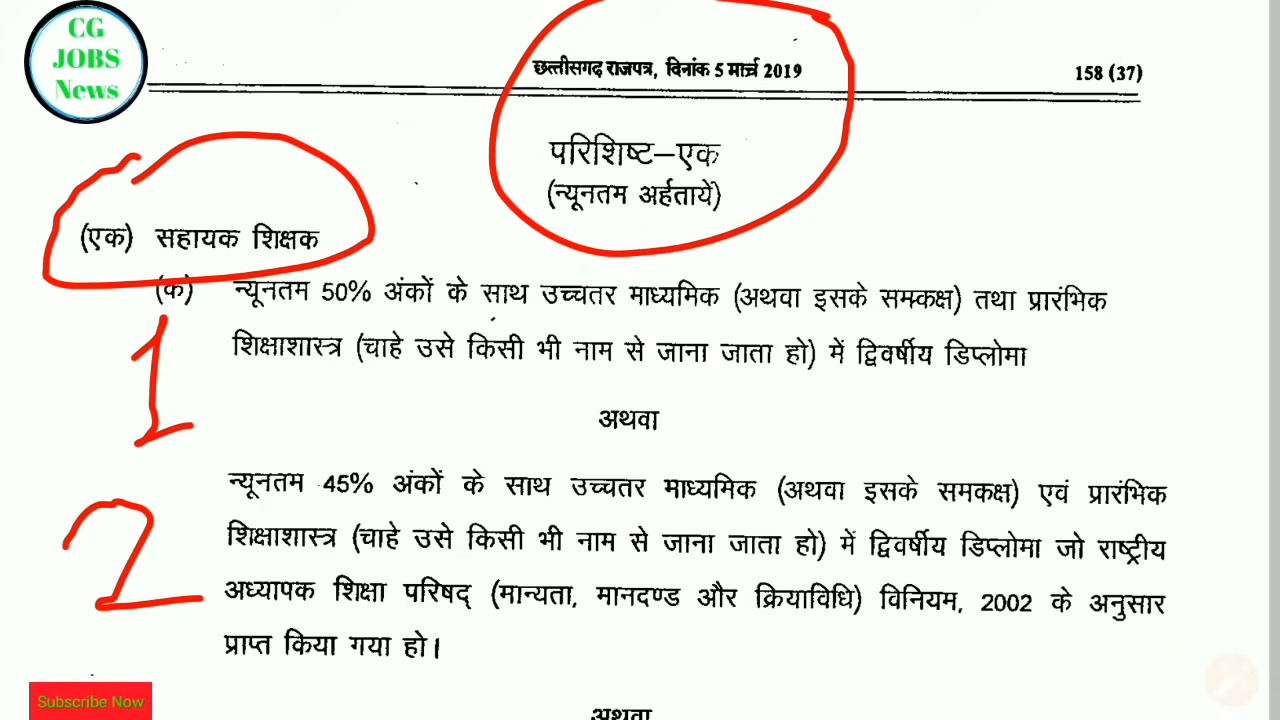 CG
JOBS
News
छत्तीसगढ़ राजपत्र, दिनांक 5 मार्च 2019
158 (37)
परिशिष्ट–एक
(न्यूनतम अर्हतायें)
(एक) सहायक शिक्षक
(क) न्यूनतम 50% अंकों के साथ उच्चतर माध्यमिक (अथवा इसके समकक्ष) तथा प्रारंभिक
शिक्षाशास्त्र (चाहे उसे किसी भी नाम से जाना जाता हो) में द्विवर्षीय डिप्लोमा
1
अथवा
न्यूनतम 45% अंकों के साथ उच्चतर माध्यमिक (अथवा इसके समकक्ष) एवं प्रारंभिक
शिक्षाशास्त्र (चाहे उसे किसी भी नाम से जाना जाता हो) में द्विवर्षीय डिप्लोमा जो राष्ट्रीय
2
अध्यापक शिक्षा परिषद् (मान्यता, मानदण्ड और क्रियाविधि) विनियम, 2002 के अनुसार
प्राप्त किया गया हो।
Subscribe Now
अथवा